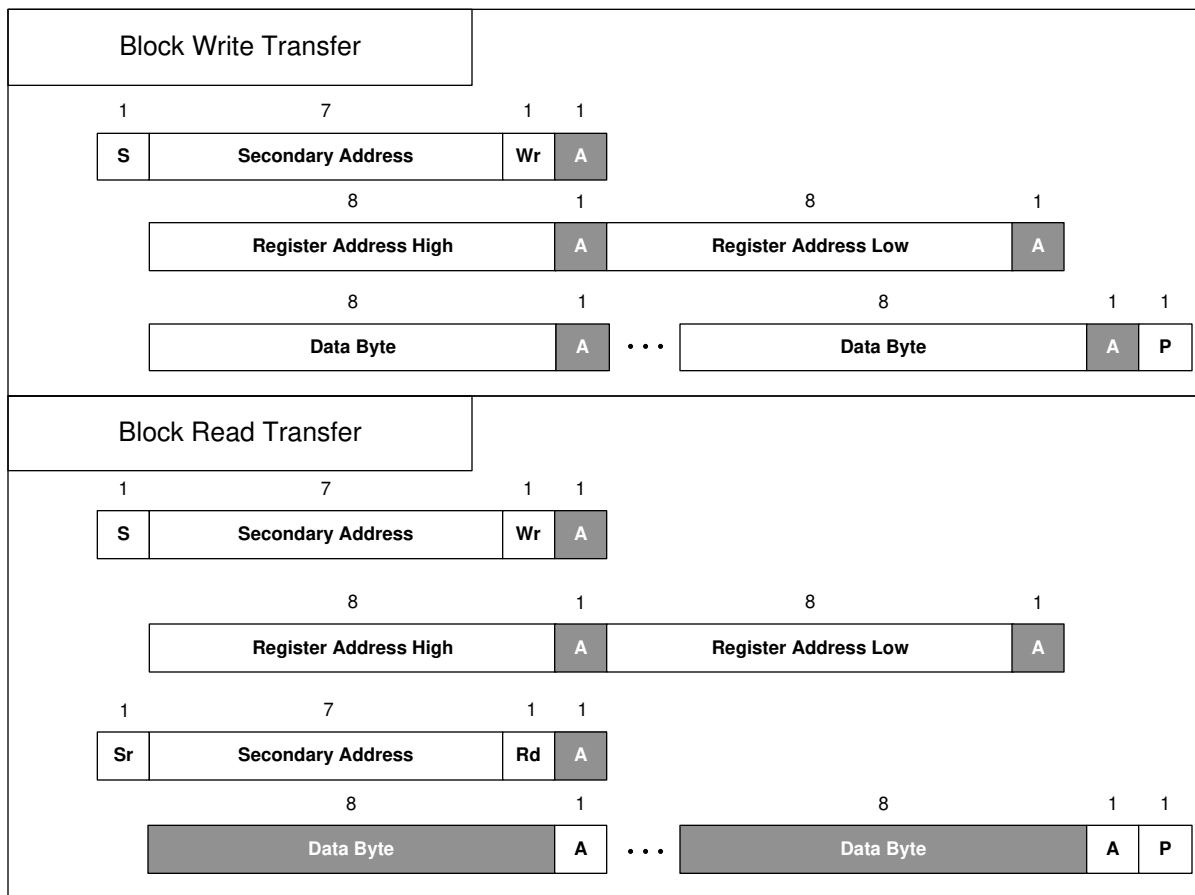 Block Write Transfer
1 7 1 1
S Secondary Address Wr A
8 1 8 1
Register Address High A Register Address Low A
8 1 8 1 1
Data Byte A • • • Data Byte A P
Block Read Transfer
1 7 1 1
S Secondary Address Wr A
8 1 8 1
Register Address High A Register Address Low A
1 7 1 1
Sr Secondary Address Rd A
8 1 8 1 1
Data Byte A • • • Data Byte A P